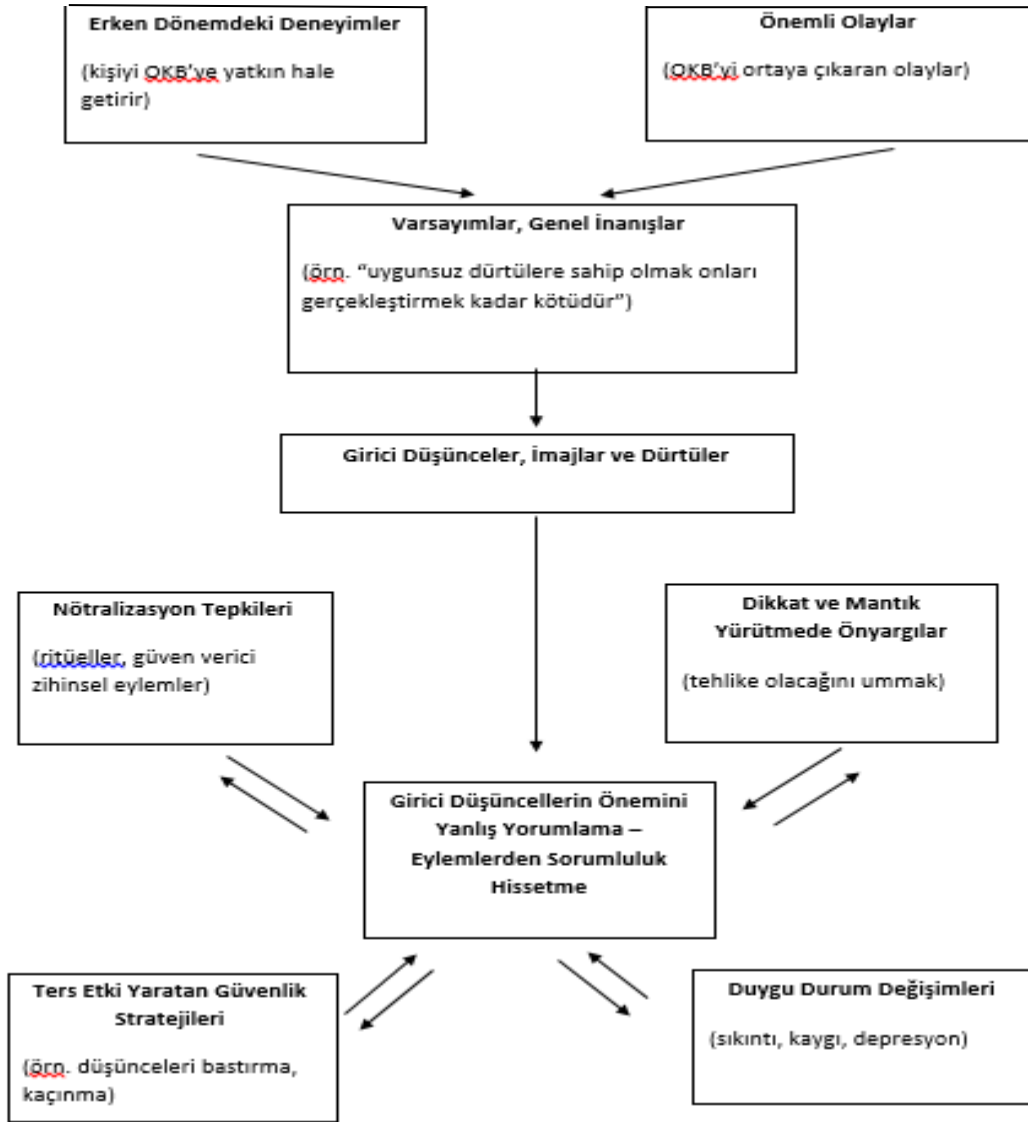 Erken Dönemdeki Deneyimler
(kişiyi OKB'ye yatkın hale
getirir)
Önemli Olaylar
(OKB'yi ortaya çıkaran olaylar)
Varsayımlar, Genel İnanışlar
(örn. “uygunsuz dürtülere sahip olmak onları
gerçekleştirmek kadar kötüdür”)
Girici Düşünceler, İmajlar ve Dürtüler
Nötralizasyon Tepkileri
(ritüeller, güven verici
zihinsel eylemler)
Dikkat ve Mantık
Yürütmede Önyargılar
(tehlike olacağını ummak)
Girici Düşüncellerin Önemini
Yanlış Yorumlama –
Eylemlerden Sorumluluk
Hissetme
Ters Etki Yaratan Güvenlik
Stratejileri
(örn. düşünceleri bastırma,
kaçınma)
Duygu Durum Değişimleri
(sıkıntı, kaygı, depresyon)